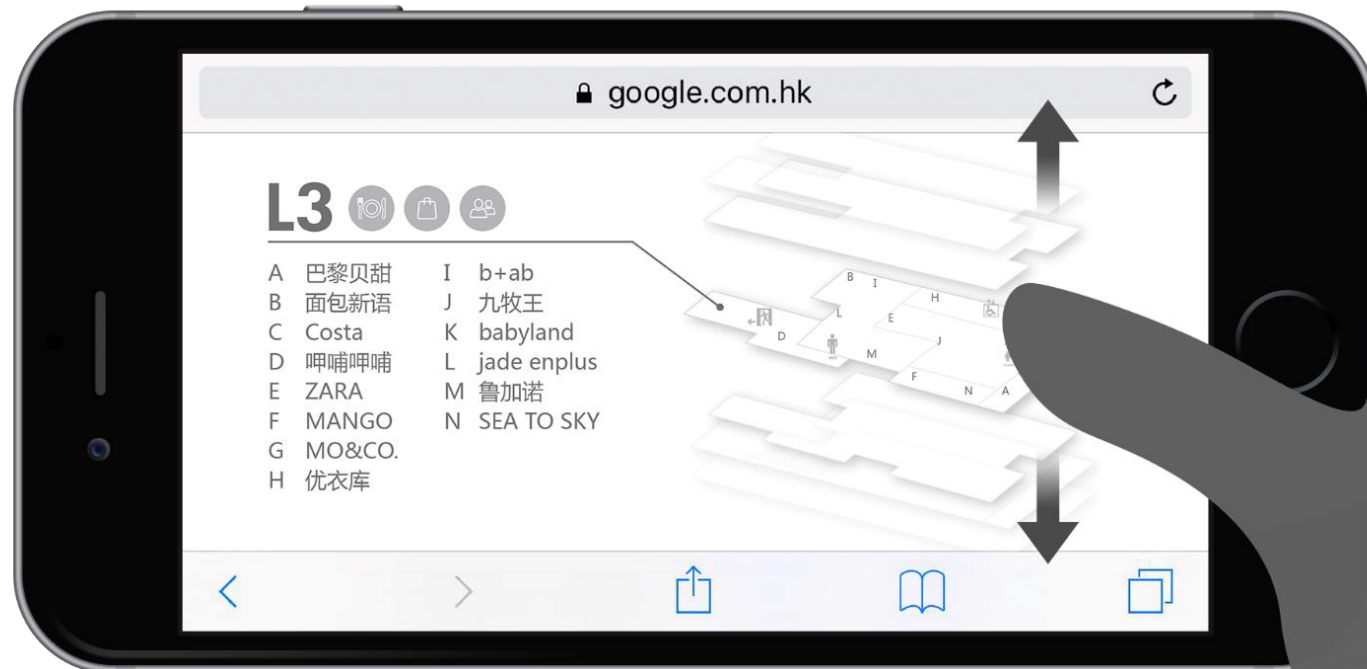 google.com.hk
L3
A 巴黎贝甜
B 面包新语
C Costa
D 呷哺呷哺
E ZARA
F MANGO
G MO&CO.
H 优衣库
I b+ab
J 九牧王
K babyland
L jade enplus
M 鲁加诺
N SEA TO SKY
B I H
L E
D M J
F N A